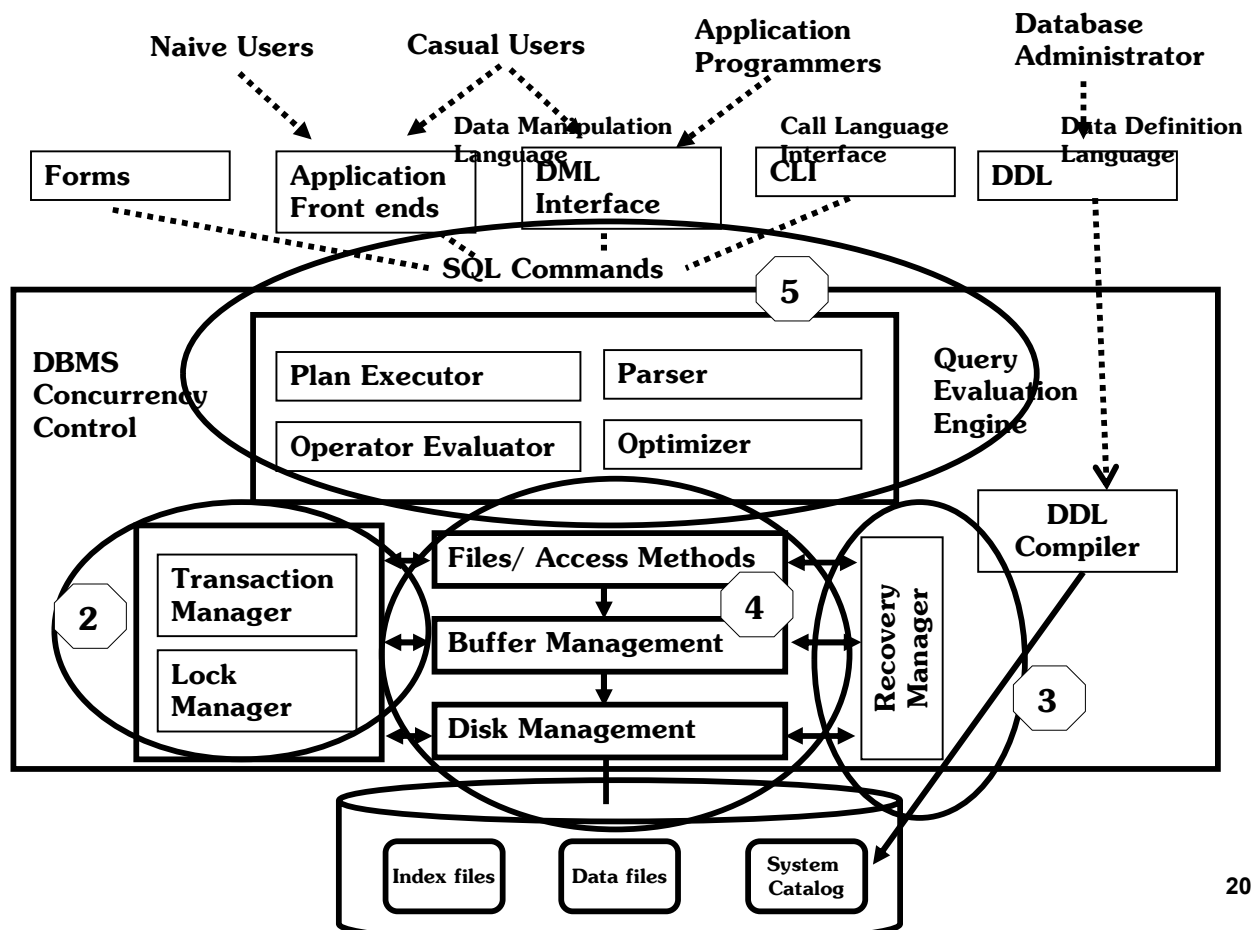 Naive Users
Casual Users
Application
Programmers
Database
Administrator
Data Manipulation
Language
Call Language
Interface
Data Definition
Language
Forms
Application
Front ends
DML
Interface
CLI
DDL
SQL Commands
5
DBMS
Concurrency
Control
Plan Executor
Parser
Operator Evaluator
Optimizer
Query
Evaluation
Engine
2
Transaction
Manager
Lock
Manager
Files/ Access Methods
4
Buffer Management
Disk Management
Recovery
Manager
3
DDL
Compiler
Index files
Data files
System
Catalog
20